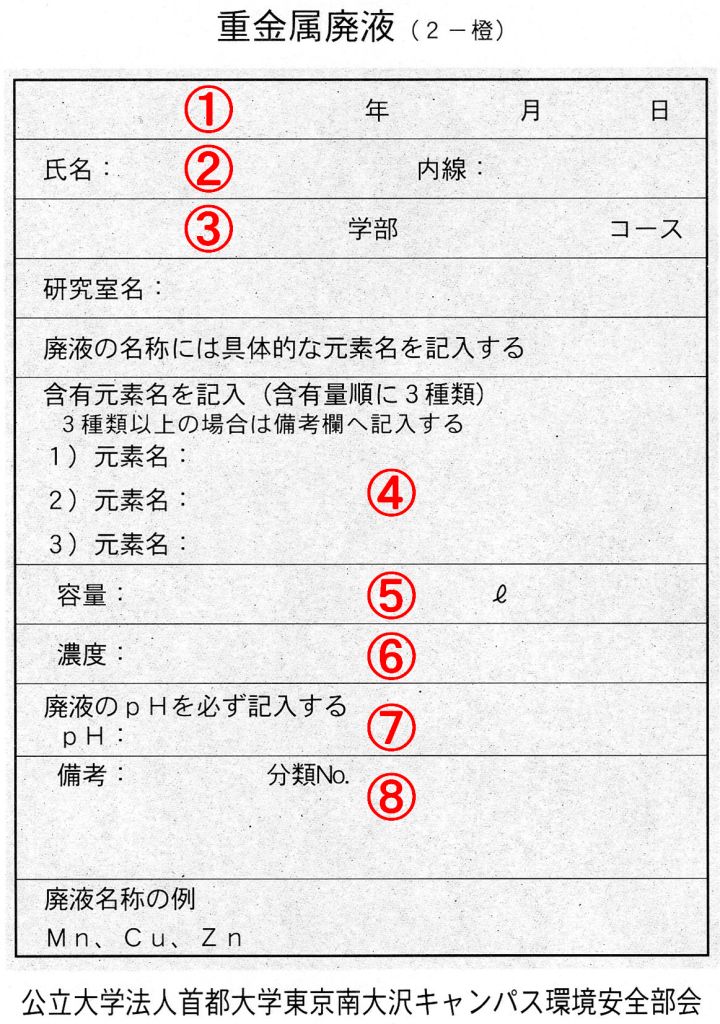 重金属廃液（２－橙）
① 年 月 日
氏名： ② 内線：
③ 学部 コース
研究室名：
廃液の名称には具体的な元素名を記入する
含有元素名を記入（含有量順に３種類）
３種類以上の場合は備考欄へ記入する
１）元素名：
２）元素名： ④
３）元素名：
容量： ⑤ ℓ
濃度： ⑥
廃液のｐＨを必ず記入する
ｐＨ： ⑦
備考： 分類No. ⑧
廃液名称の例
Ｍｎ、Ｃｕ、Ｚｎ
公立大学法人首都大学東京南大沢キャンパス環境安全部会